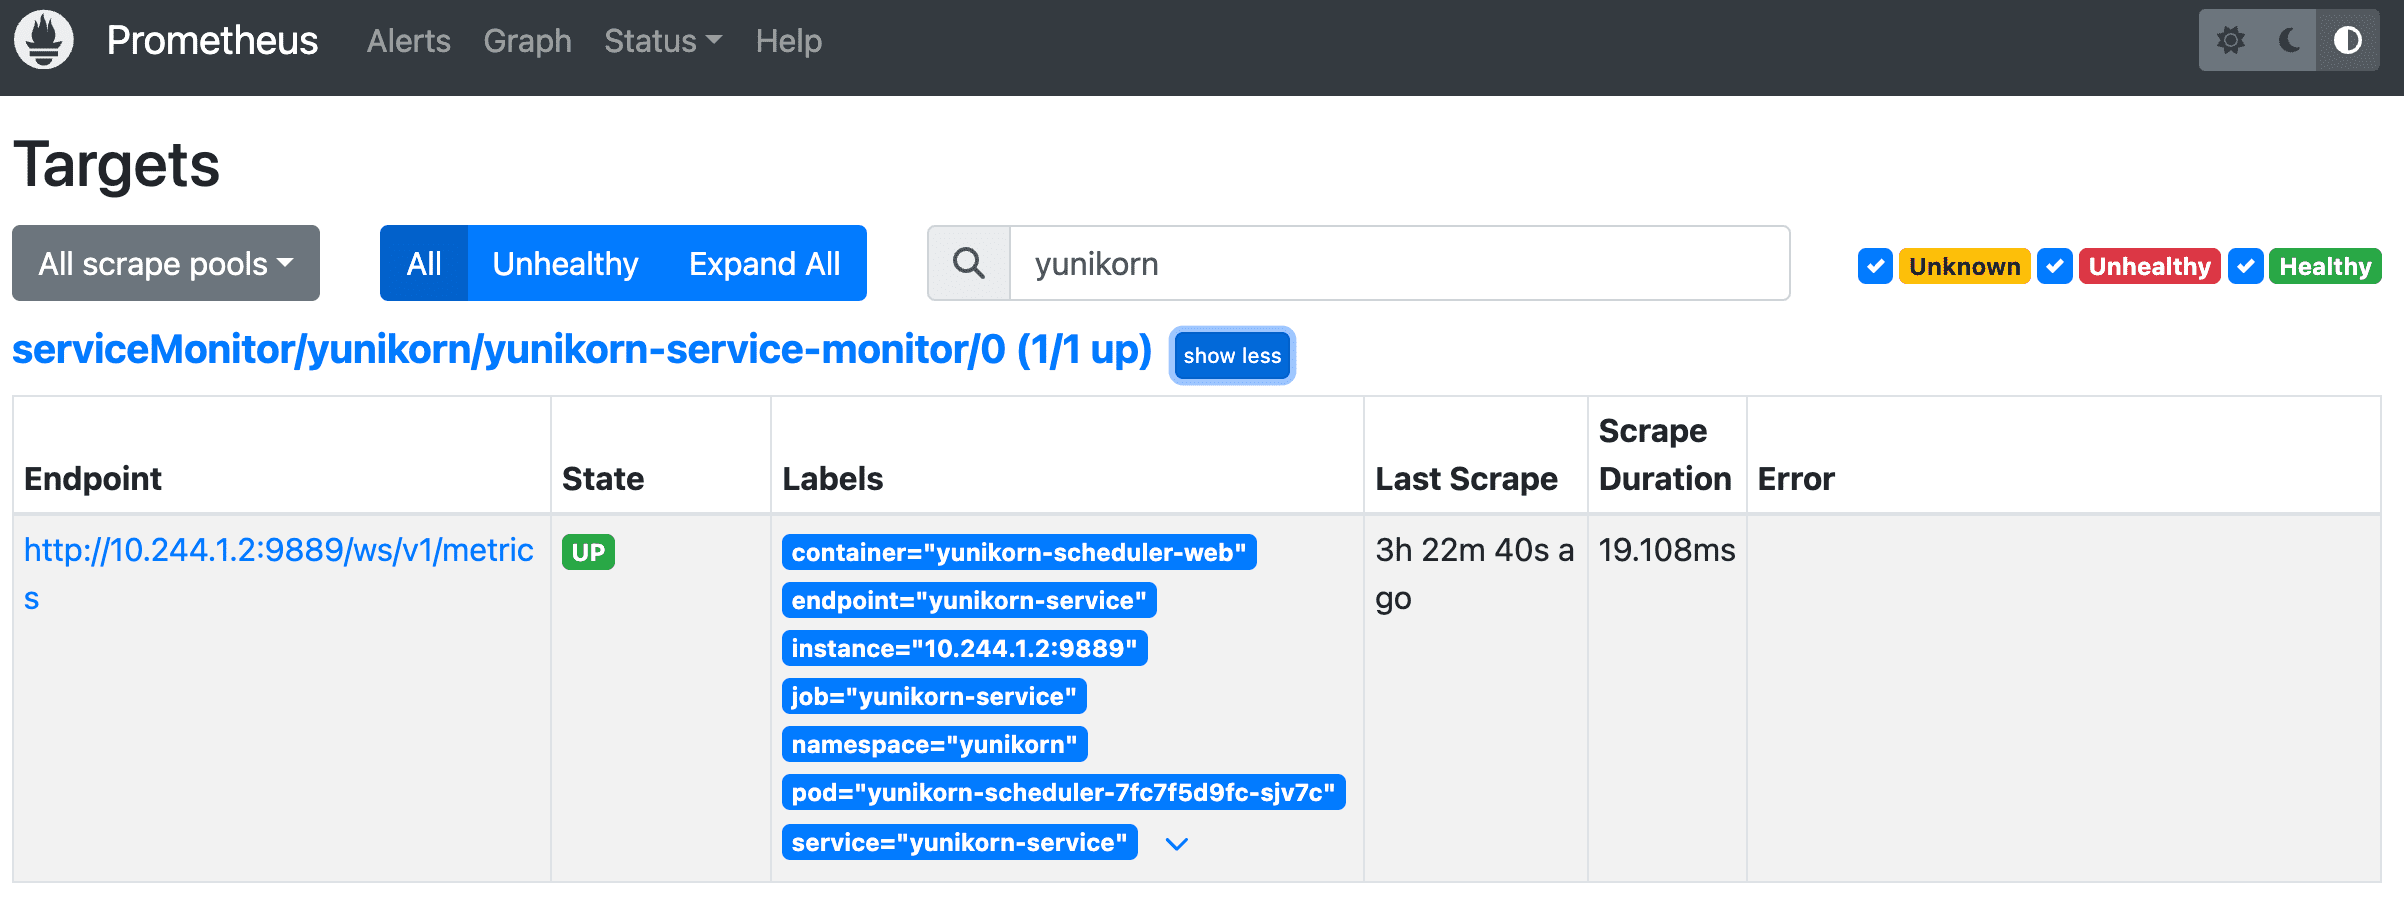 Prometheus Alerts Graph Status Help
Targets
All scrape pools All Unhealthy Expand All yunikorn Unknown Unhealthy Healthy
serviceMonitor/yunikorn/yunikorn-service-monitor/0 (1/1 up) show less
Endpoint State Labels Last Scrape Scrape Duration Error
http://10.244.1.2:9889/ws/v1/metric UP container="yunikorn-scheduler-web" 3h 22m 40s a 19.108ms
s endpoint="yunikorn-service" go
instance="10.244.1.2:9889"
job="yunikorn-service"
namespace="yunikorn"
pod="yunikorn-scheduler-7fc7f5d9fc-sjv7c"
service="yunikorn-service"